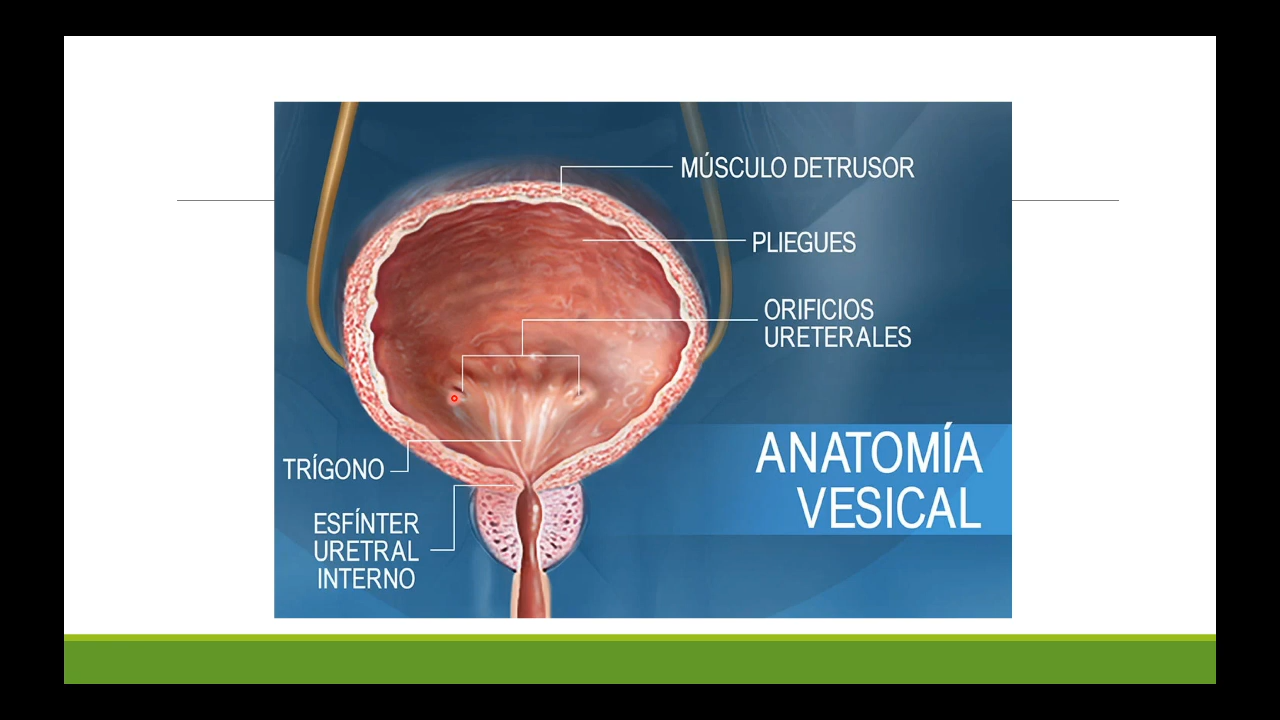 MÚSCULO DETRUSOR
PLIEGUES
ORIFICIOS
URETERALES
TRÍGONO
ESFÍNTER
URETRAL
INTERNO
ANATOMÍA
VESICAL